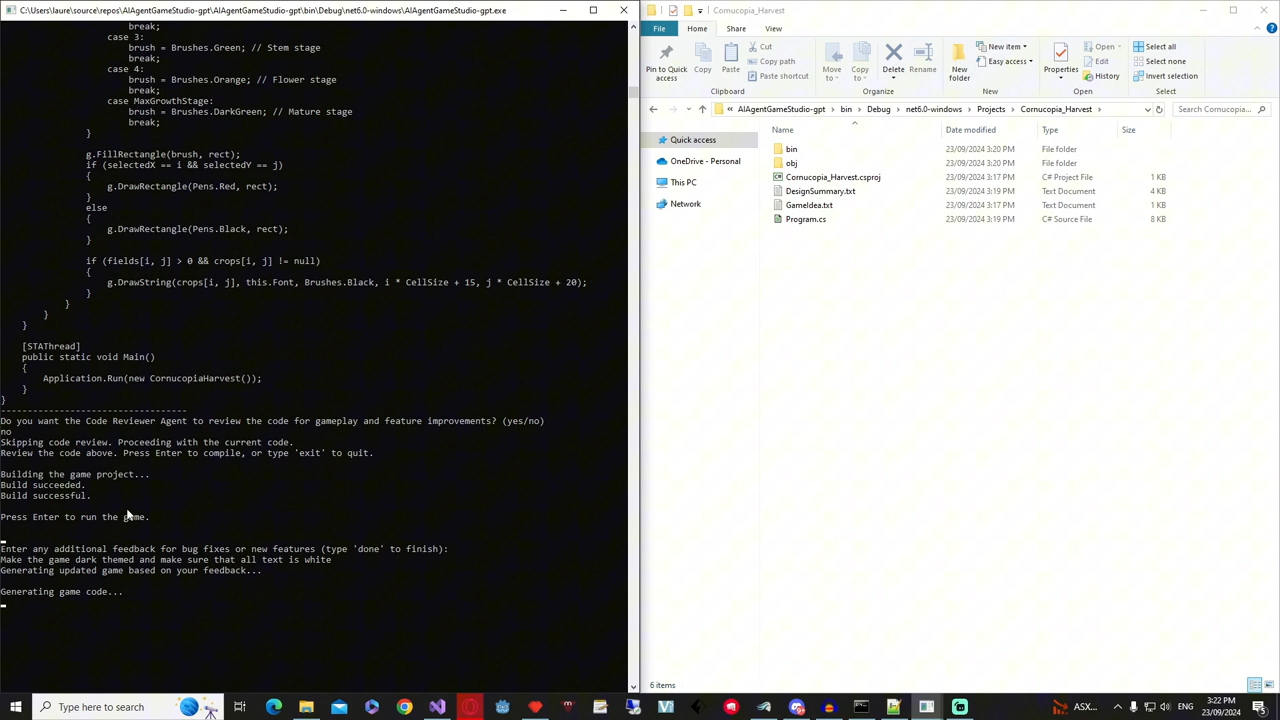 C:\Users\laure\source\repos\AIAgentGameStudio-gpt\AIAgentGameStudio-gpt\bin\Debug\net6.0-windows\AIAgentGameStudio-gpt.exe
break;
case 3:
brush = Brushes.Green; // Stem stage
break;
case 4:
brush = Brushes.Orange; // Flower stage
break;
case MaxGrowthStage:
brush = Brushes.DarkGreen; // Mature stage
break;
}
g.FillRectangle(brush, rect);
if (selectedX == i && selectedY == j)
{
g.DrawRectangle(Pens.Red, rect);
}
else
{
g.DrawRectangle(Pens.Black, rect);
}
if (fields[i, j] > 0 && crops[i, j] != null)
{
g.DrawString(crops[i, j], this.Font, Brushes.Black, i * CellSize + 15, j * CellSize + 20);
}
}
}
}
[STAThread]
public static void Main()
{
Application.Run(new CornucopiaHarvest());
}
}
-----------------------------------
Do you want the Code Reviewer Agent to review the code for gameplay and feature improvements? (yes/no)
no
Skipping code review. Proceeding with the current code.
Review the code above. Press Enter to compile, or type 'exit' to quit.
Building the game project...
Build succeeded.
Build successful.
Press Enter to run the game.
Enter any additional feedback for bug fixes or new features (type 'done' to finish):
Make the game dark themed and make sure that all text is white
Generating updated game based on your feedback...
Generating game code...
Cornucopia_Harvest
File Home Share View
Pin to Quick access
Copy
Paste
Cut
Copy path
Paste shortcut
Clipboard
Move to
Copy to
Delete
Rename
Organize
New folder
New item
Easy access
New
Properties
Open
Edit
History
Open
Select all
Select none
Invert selection
Select
« AIAgentGameStudio-gpt > bin > Debug > net6.0-windows > Projects > Cornucopia_Harvest >
Search Cornucopia...
Name Date modified Type Size
Quick access
OneDrive - Personal
This PC
Network
bin 23/09/2024 3:20 PM File folder
obj 23/09/2024 3:20 PM File folder
Cornucopia_Harvest.csproj 23/09/2024 3:17 PM C# Project File 1 KB
DesignSummary.txt 23/09/2024 3:19 PM Text Document 4 KB
GameIdea.txt 23/09/2024 3:17 PM Text Document 1 KB
Program.cs 23/09/2024 3:19 PM C# Source File 8 KB
6 items
Type here to search
ASX...
ENG
3:22 PM
23/09/2024